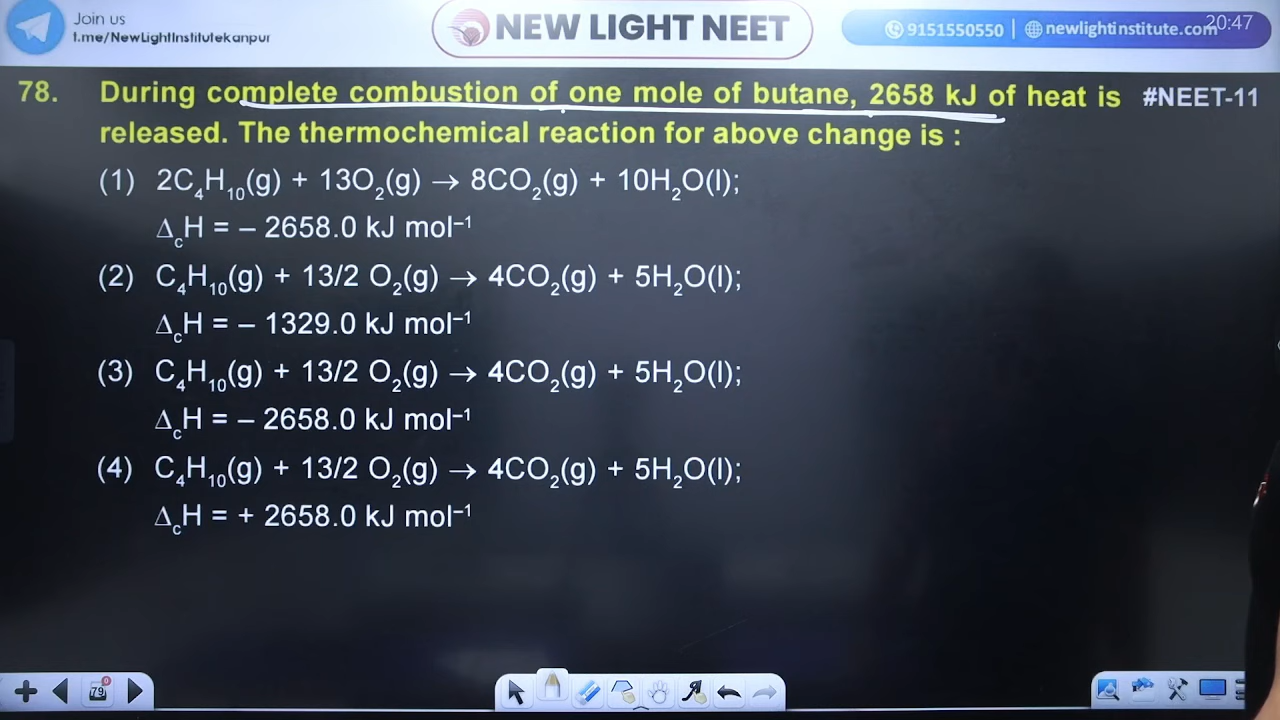 Join us
t.me/NewLightInstitutekanpur
NEW LIGHT NEET
9151550550 | newlightinstitute.com
20:47
78. During complete combustion of one mole of butane, 2658 kJ of heat is #NEET-11
released. The thermochemical reaction for above change is :
(1) 2C₄H₁₀(g) + 13O₂(g) → 8CO₂(g) + 10H₂O(l);
Δ꜀H = – 2658.0 kJ mol⁻¹
(2) C₄H₁₀(g) + 13/2 O₂(g) → 4CO₂(g) + 5H₂O(l);
Δ꜀H = – 1329.0 kJ mol⁻¹
(3) C₄H₁₀(g) + 13/2 O₂(g) → 4CO₂(g) + 5H₂O(l);
Δ꜀H = – 2658.0 kJ mol⁻¹
(4) C₄H₁₀(g) + 13/2 O₂(g) → 4CO₂(g) + 5H₂O(l);
Δ꜀H = + 2658.0 kJ mol⁻¹
79
0